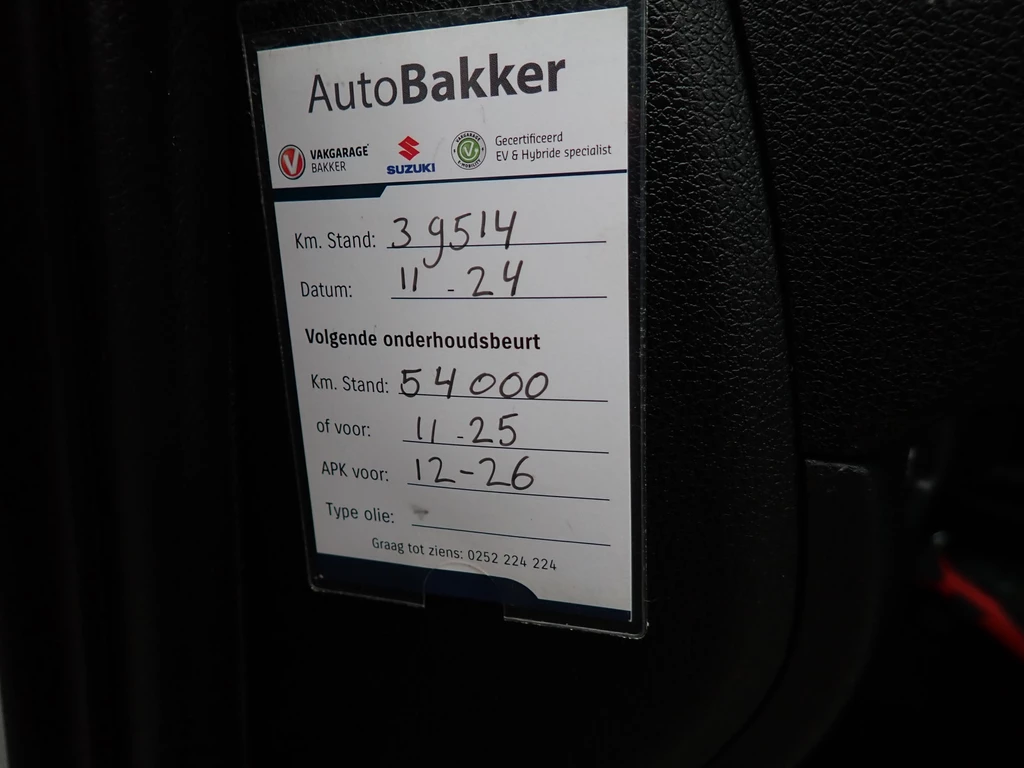 AutoBakker
VAKGARAGE
BAKKER
SUZUKI
Gecertificeerd
EV & Hybride specialist
Km. Stand: 39514
Datum: 11 - 24
Volgende onderhoudsbeurt
Km. Stand: 54000
of voor: 11 - 25
APK voor: 12-26
Type olie:
Graag tot ziens: 0252 224 224